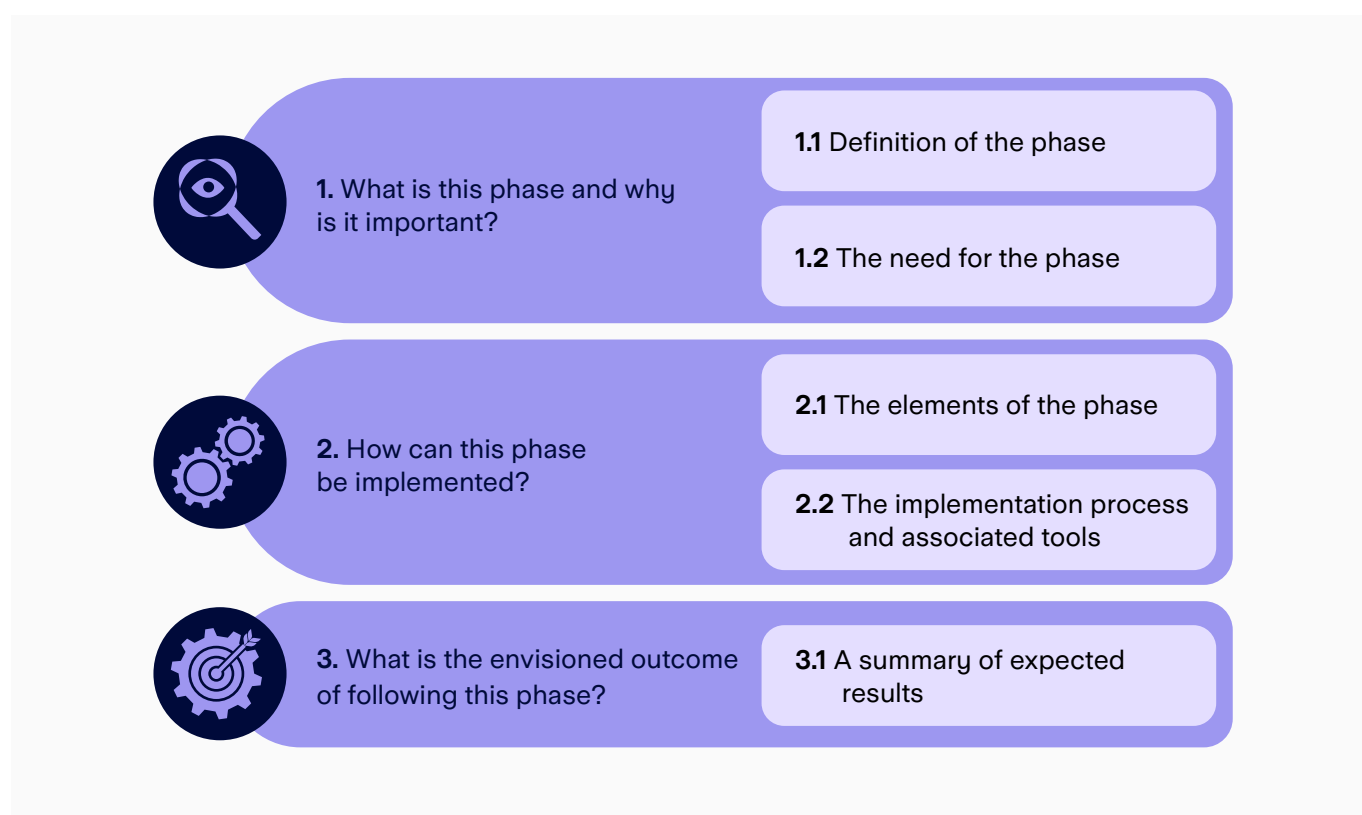 1. What is this phase and why
is it important?
1.1 Definition of the phase
1.2 The need for the phase
2. How can this phase
be implemented?
2.1 The elements of the phase
2.2 The implementation process
and associated tools
3. What is the envisioned outcome
of following this phase?
3.1 A summary of expected
results